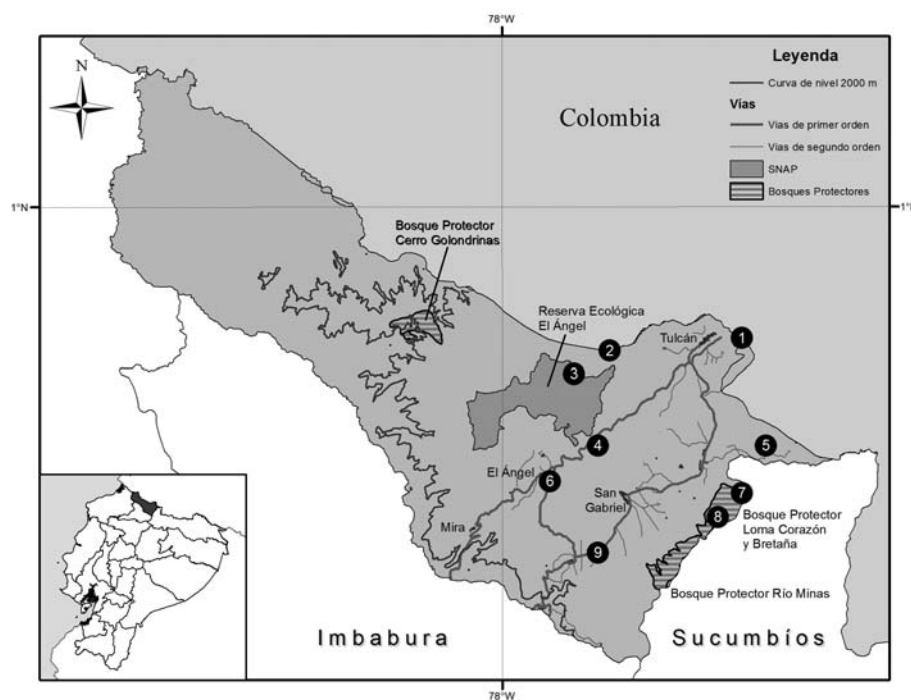 78°W
N
Leyenda
Curva de nivel 2000 m
Vías
Vías de primer orden
Vías de segundo orden
SNAP
Bosques Protectores
Colombia
1°N
1°N
Bosque Protector
Cerro Golondrinas
Reserva Ecológica
El Ángel
Tulcán
1
2
3
4
5
El Ángel
6
San
Gabriel
7
8
Bosque Protector
Loma Corazón
y Bretaña
Mira
9
Bosque Protector Río Minas
Imbabura
Sucumbíos
78°W